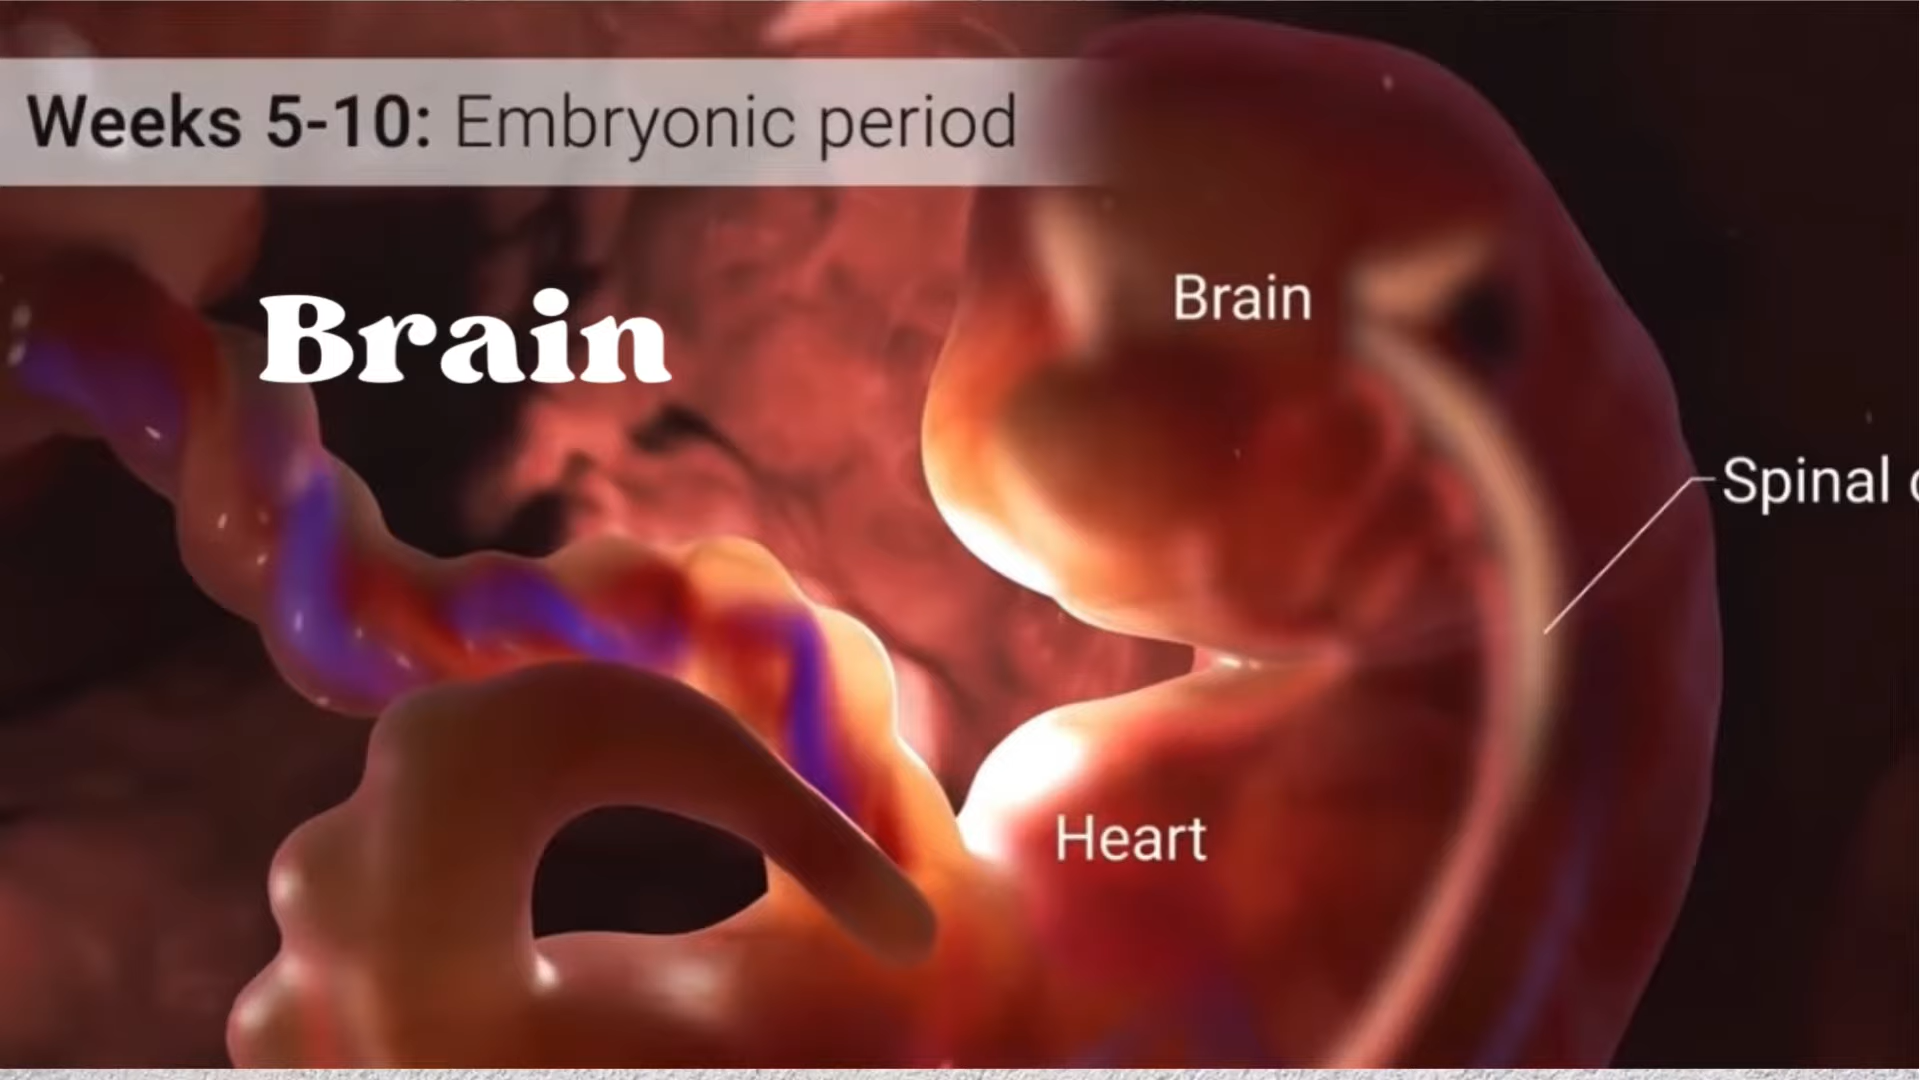 Weeks 5-10: Embryonic period
Brain
Brain
Spinal
Heart